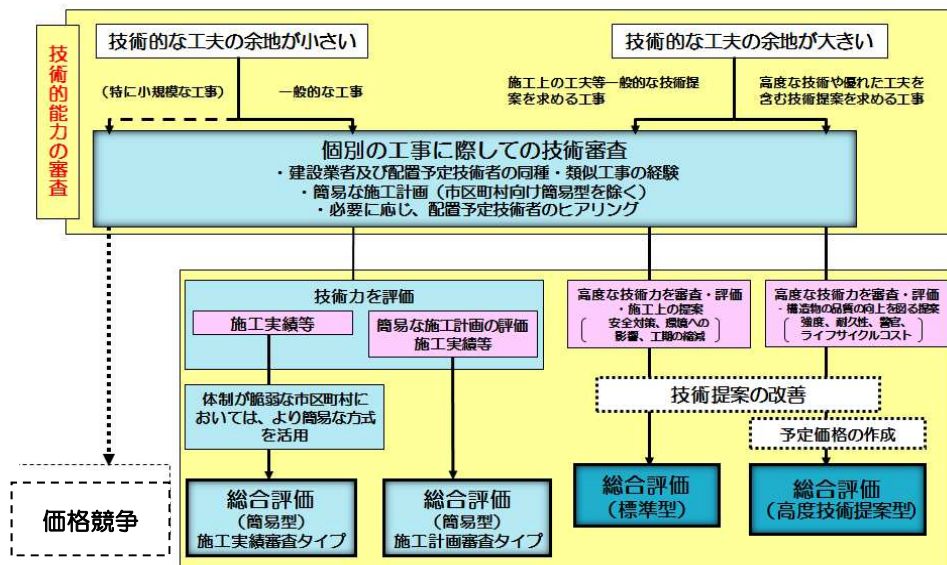 技術的能力の審査
技術的な工夫の余地が小さい
技術的な工夫の余地が大きい
（特に小規模な工事）
一般的な工事
施工上の工夫等一般的な技術提
案を求める工事
高度な技術や優れた工夫を
含む技術提案を求める工事
個別の工事に際しての技術審査
・建設業者及び配置予定技術者の同種・類似工事の経験
・簡易な施工計画（市区町村向け簡易型を除く）
・必要に応じ、配置予定技術者のヒアリング
技術力を評価
施工実績等
簡易な施工計画の評価
施工実績等
高度な技術力を審査・評価
・施工上の提案
安全対策、環境への
影響、工期の縮減
高度な技術力を審査・評価
・構造物の品質の向上を図る提案
強度、耐久性、警官、
ライフサイクルコスト
体制が脆弱な市区町村に
おいては、より簡易な方式
を活用
技術提案の改善
予定価格の作成
価格競争
総合評価
（簡易型）
施工実績審査タイプ
総合評価
（簡易型）
施工計画審査タイプ
総合評価
（標準型）
総合評価
（高度技術提案型）